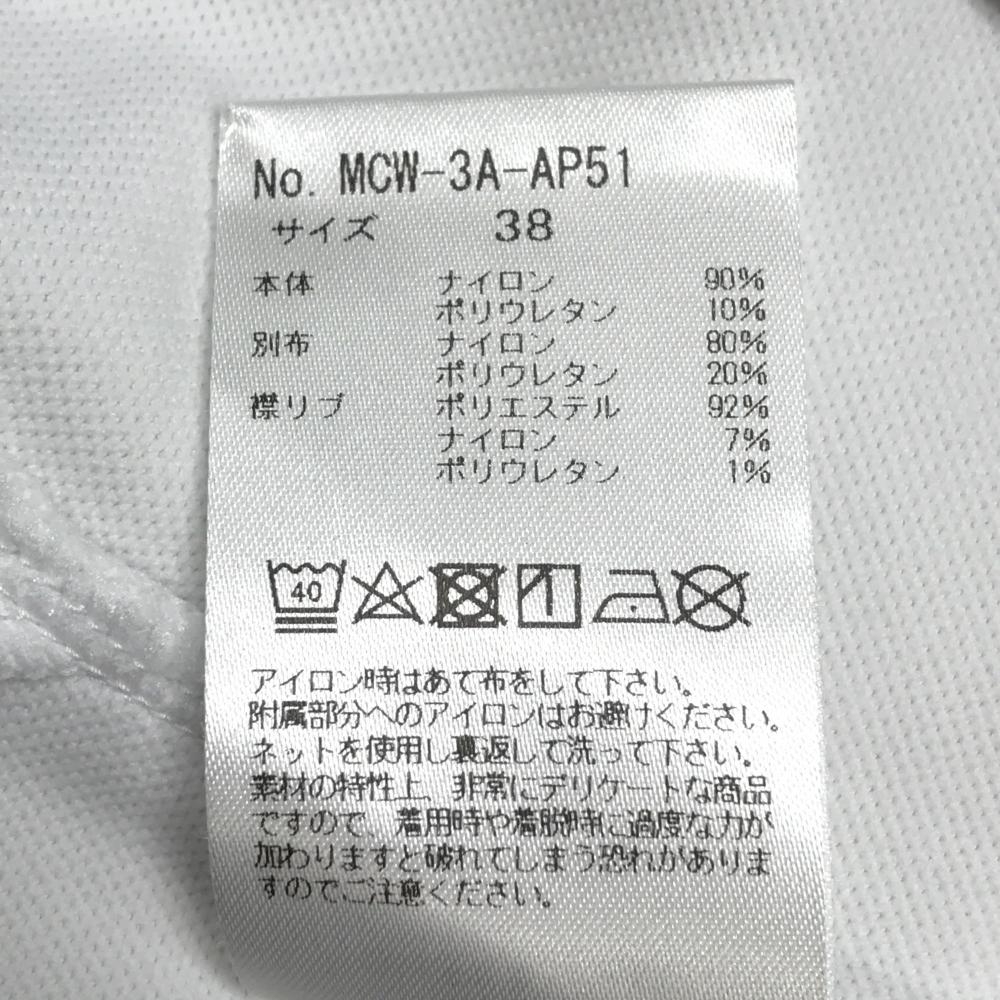 No. MCW-3A-AP51
サイズ 38
本体 ナイロン 90%
ポリウレタン 10%
別布 ナイロン 80%
ポリウレタン 20%
襟リブ ポリエステル 92%
ナイロン 7%
ポリウレタン 1%
40
アイロン時はあて布をして下さい。
附属部分へのアイロンはお避けください。
ネットを使用し裏返して洗って下さい。
素材の特性上、非常にデリケートな商品
ですので、着用時や着脱時に過度な力が
加わりますと破れてしまう恐れがありま
すのでご注意ください。